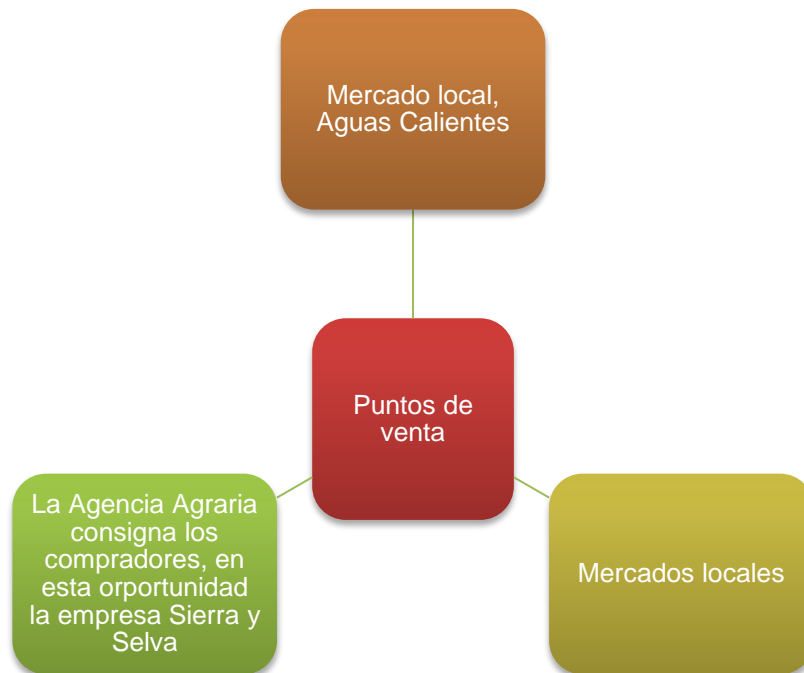 Mercado local,
Aguas Calientes
Puntos de
venta
La Agencia Agraria
consigna los
compradores, en
esta orportunidad
la empresa Sierra y
Selva
Mercados locales